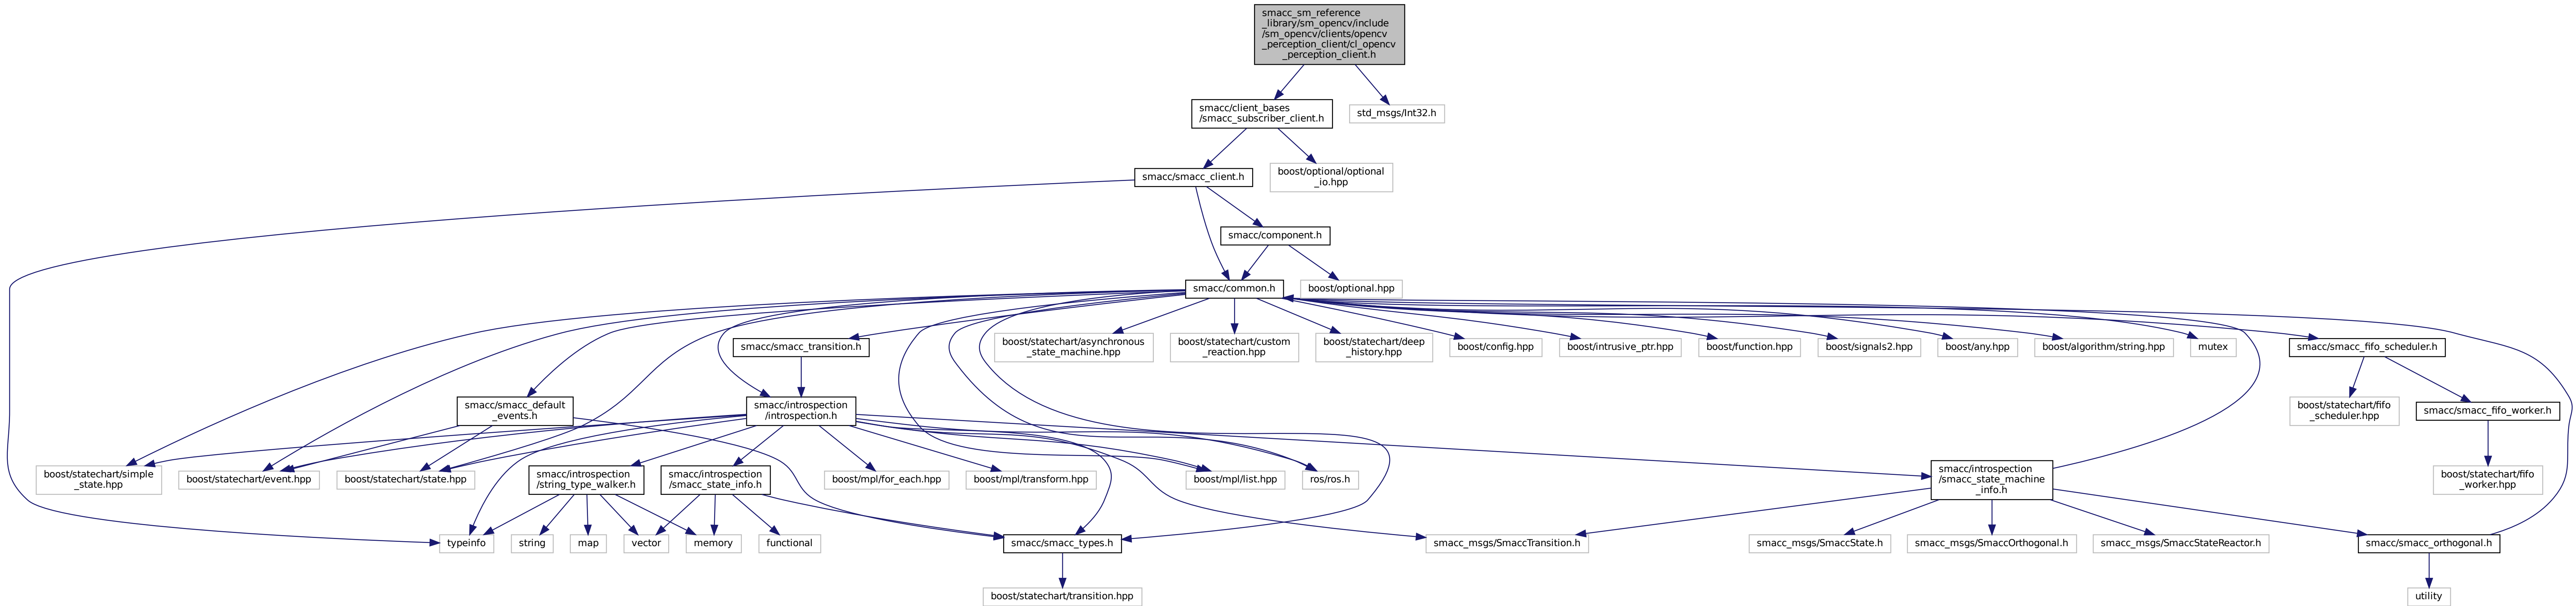 smacc_sm_reference
_library/sm_opencv/include
/sm_opencv/clients/opencv
_perception_client/cl_opencv
_perception_client.h
smacc/client_bases
/smacc_subscriber_client.h
std_msgs/Int32.h
smacc/smacc_client.h
boost/optional/optional
_io.hpp
smacc/component.h
smacc/common.h
boost/optional.hpp
smacc/smacc_transition.h
boost/statechart/asynchronous
_state_machine.hpp
boost/statechart/custom
_reaction.hpp
boost/statechart/deep
_history.hpp
boost/config.hpp
boost/intrusive_ptr.hpp
boost/function.hpp
boost/signals2.hpp
boost/any.hpp
boost/algorithm/string.hpp
mutex
smacc/smacc_fifo_scheduler.h
smacc/smacc_default
_events.h
smacc/introspection
/introspection.h
boost/statechart/fifo
_scheduler.hpp
smacc/smacc_fifo_worker.h
boost/statechart/simple
_state.hpp
boost/statechart/event.hpp
boost/statechart/state.hpp
smacc/introspection
/string_type_walker.h
smacc/introspection
/smacc_state_info.h
boost/mpl/for_each.hpp
boost/mpl/transform.hpp
boost/mpl/list.hpp
ros/ros.h
smacc/introspection
/smacc_state_machine
_info.h
boost/statechart/fifo
_worker.hpp
typeinfo
string
map
vector
memory
functional
smacc/smacc_types.h
smacc_msgs/SmaccTransition.h
smacc_msgs/SmaccState.h
smacc_msgs/SmaccOrthogonal.h
smacc_msgs/SmaccStateReactor.h
smacc/smacc_orthogonal.h
boost/statechart/transition.hpp
utility